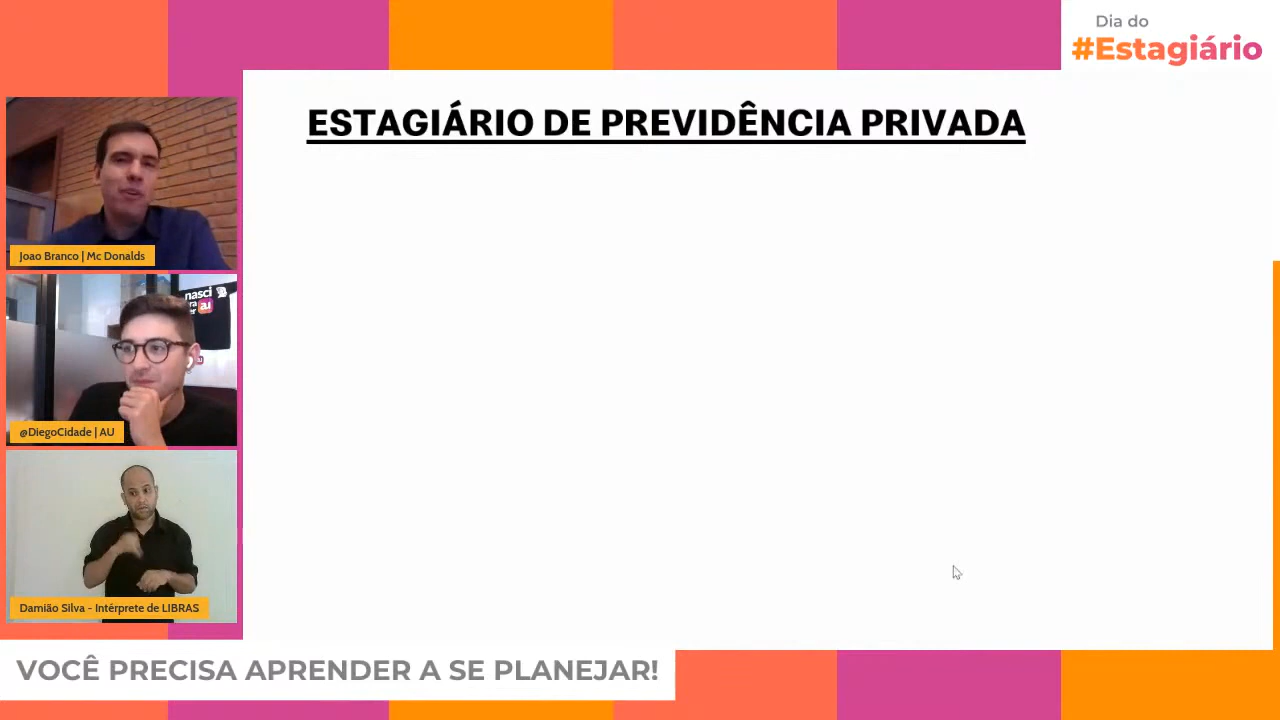 Dia do
#Estagiário
ESTAGIÁRIO DE PREVIDÊNCIA PRIVADA
Joao Branco | Mc Donalds
nasci
@DiegoCidade | AU
Damião Silva - Intérprete de LIBRAS
VOCÊ PRECISA APRENDER A SE PLANEJAR!